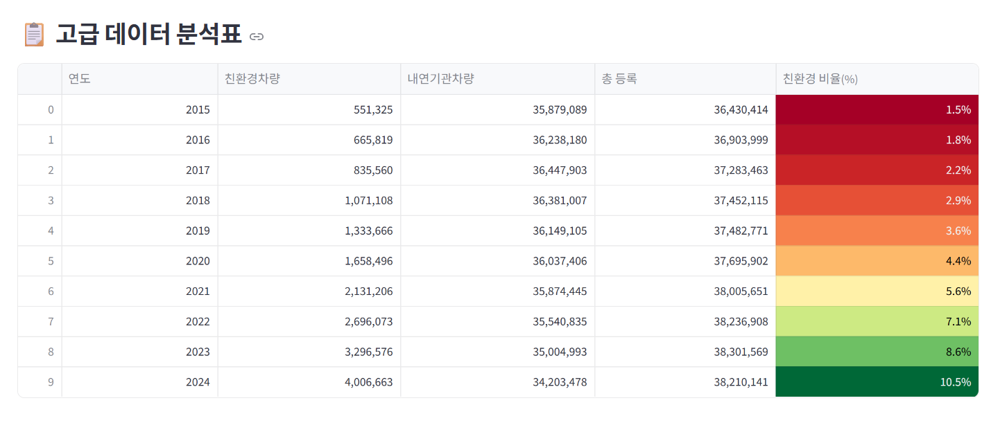 고급 데이터 분석표
연도 친환경차량 내연기관차량 총 등록 친환경 비율(%)
0 2015 551,325 35,879,089 36,430,414 1.5%
1 2016 665,819 36,238,180 36,903,999 1.8%
2 2017 835,560 36,447,903 37,283,463 2.2%
3 2018 1,071,108 36,381,007 37,452,115 2.9%
4 2019 1,333,666 36,149,105 37,482,771 3.6%
5 2020 1,658,496 36,037,406 37,695,902 4.4%
6 2021 2,131,206 35,874,445 38,005,651 5.6%
7 2022 2,696,073 35,540,835 38,236,908 7.1%
8 2023 3,296,576 35,004,993 38,301,569 8.6%
9 2024 4,006,663 34,203,478 38,210,141 10.5%